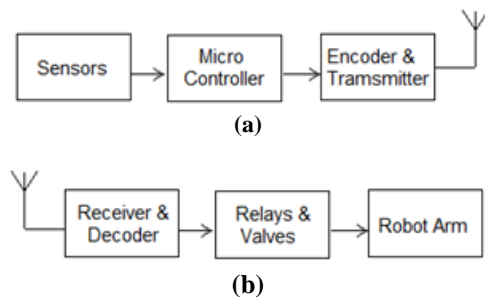 Sensors
Micro
Controller
Encoder &
Tramsmitter
(a)
Receiver &
Decoder
Relays &
Valves
Robot Arm
(b)